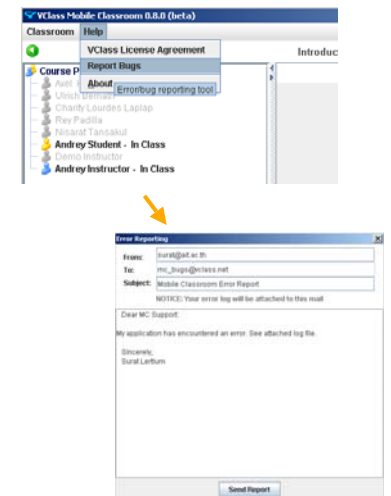 VClass Mobile Classroom 0.8.0 (beta)
Classroom Help
VClass License Agreement
Introduc
Report Bugs
Course P
About
Error/bug reporting tool
Ulrich
Charity Lourdes Laplap
Rey Padilla
Nisarat Tansakul
Andrey Student - In Class
Demo Instructor
Andrey Instructor - In Class
Error Reporting
From: surat@ait.ac.th
To: mc_bugs@vclass.net
Subject: Mobile Classroom Error Report
NOTICE: Your error log will be attached to this mail
Dear MC Support:
My application has encountered an error. See attached log file.
Sincerely,
Surat Lertlum
Send Report